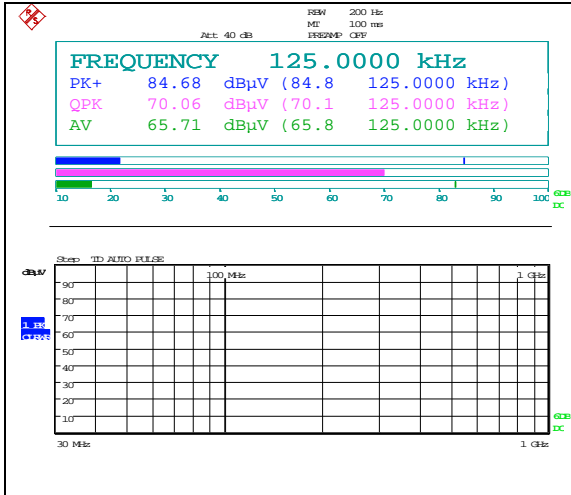 R S
RBW 200 Hz
MT 100 ms
Att 40 dB PREAMP OFF
FREQUENCY 125.0000 kHz
PK+ 84.68 dBµV (84.8 125.0000 kHz)
QPK 70.06 dBµV (70.1 125.0000 kHz)
AV 65.71 dBµV (65.8 125.0000 kHz)
10 20 30 40 50 60 70 80 90 100
6DB
DC
Step TD AUTO PULSE
dBµV 100 MHz 1 GHz
90
80
70
1 PK
CLRWR
60
50
40
30
20
10
6DB
DC
30 MHz 1 GHz